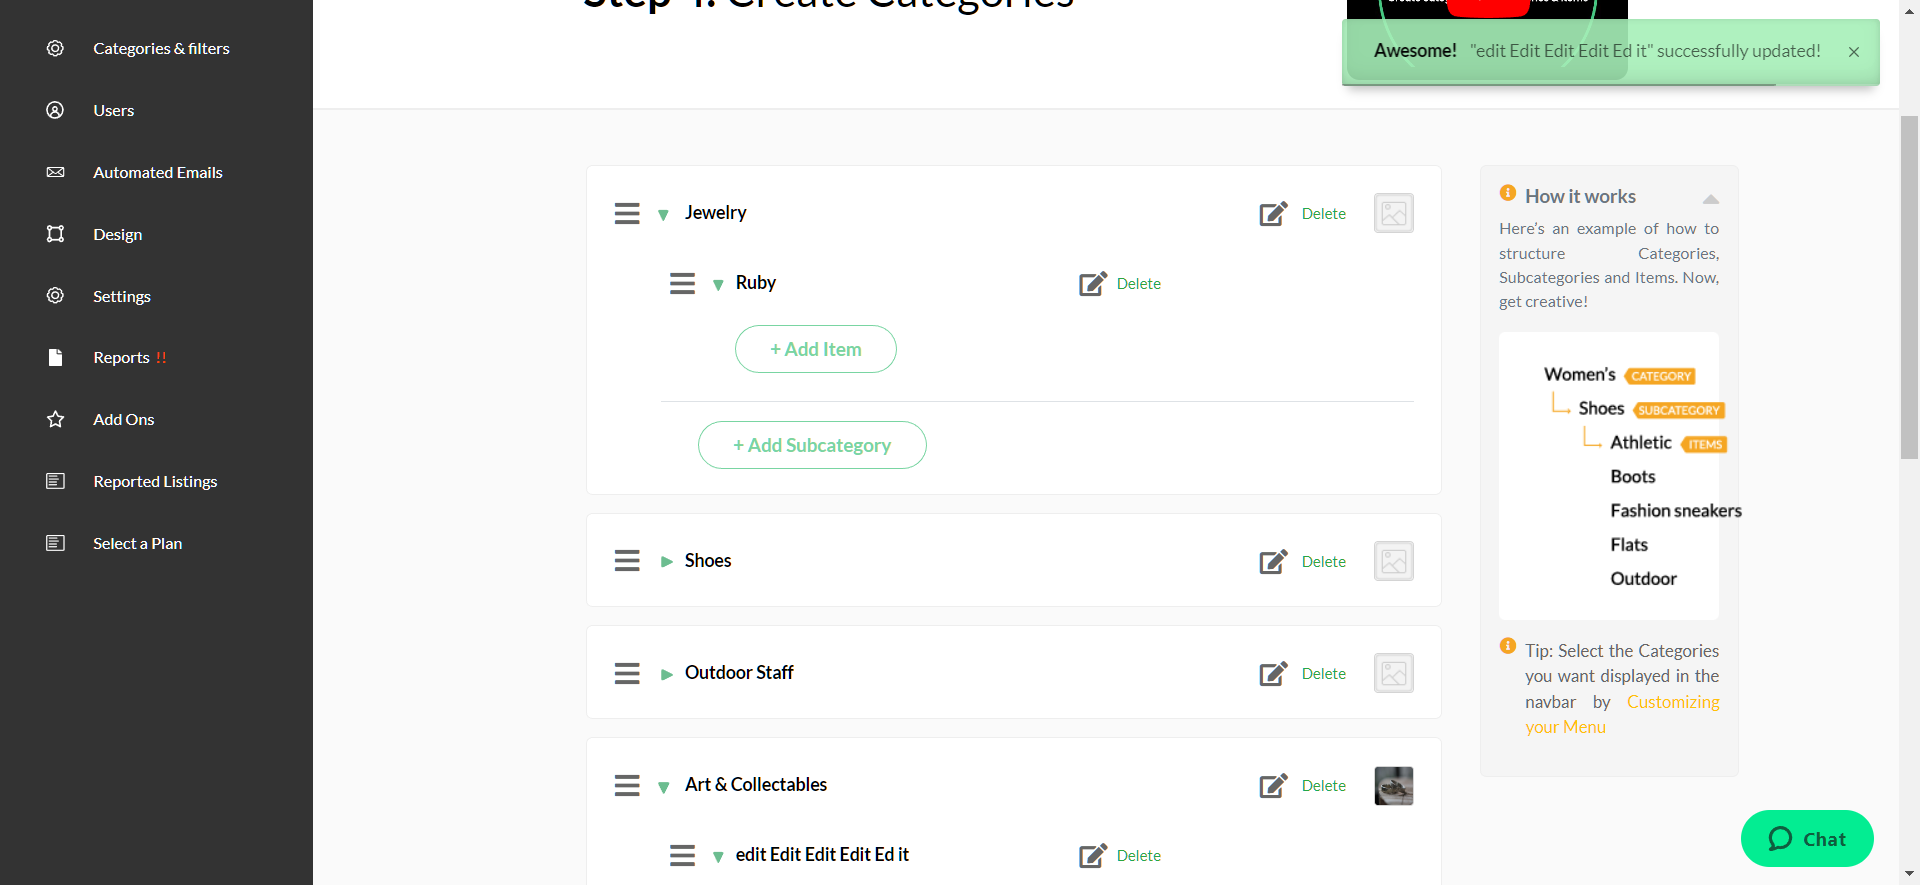 Step 4: Create Categories
Categories & filters
Users
Automated Emails
Design
Settings
Reports !!
Add Ons
Reported Listings
Select a Plan
Awesome! "edit Edit Edit Edit Ed it" successfully updated! ×
Jewelry Delete
Ruby Delete
+ Add Item
+ Add Subcategory
Shoes Delete
Outdoor Staff Delete
Art & Collectables Delete
edit Edit Edit Edit Ed it Delete
How it works
Here's an example of how to
structure Categories,
Subcategories and Items. Now,
get creative!
Women's CATEGORY
Shoes SUBCATEGORY
Athletic ITEMS
Boots
Fashion sneakers
Flats
Outdoor
Tip: Select the Categories
you want displayed in the
navbar by Customizing
your Menu
Chat